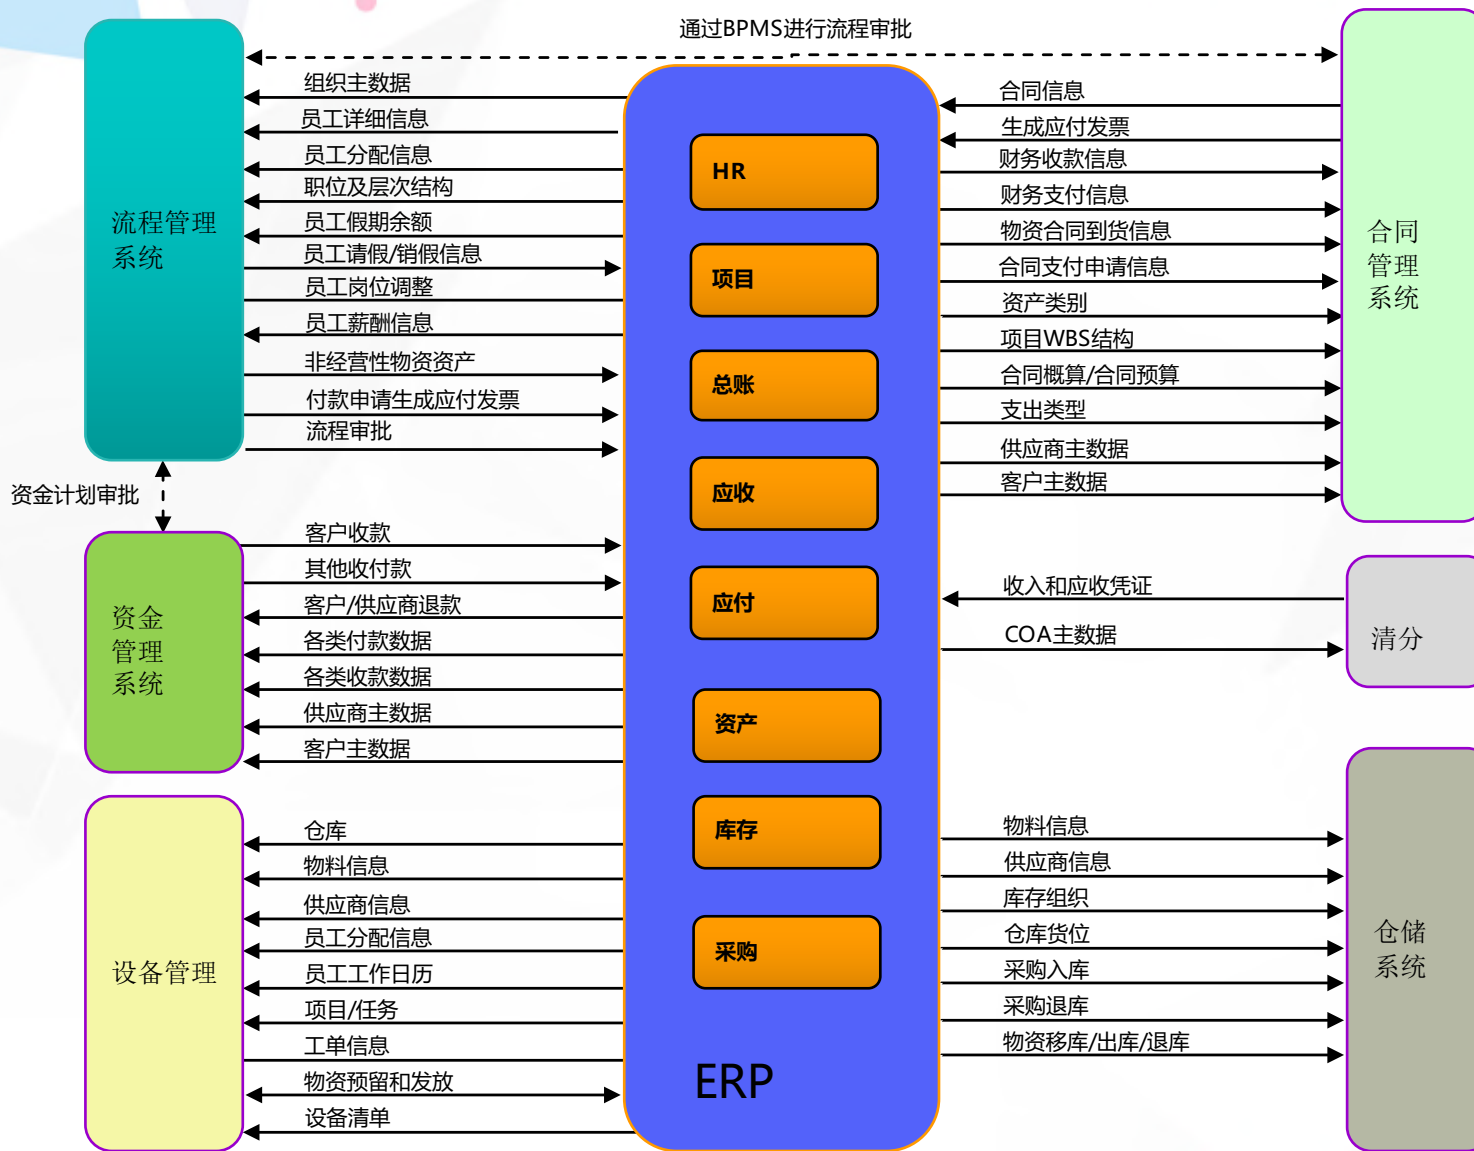 通过BPMS进行流程审批
流程管理
系统
组织主数据
员工详细信息
员工分配信息
职位及层次结构
员工假期余额
员工请假/销假信息
员工岗位调整
员工薪酬信息
非经营性物资资产
付款申请生成应付发票
流程审批
资金计划审批
资金
管理
系统
客户收款
其他收付款
客户/供应商退款
各类付款数据
各类收款数据
供应商主数据
客户主数据
设备管理
仓库
物料信息
供应商信息
员工分配信息
员工工作日历
项目/任务
工单信息
物资预留和发放
设备清单
HR
项目
总账
应收
应付
资产
库存
采购
ERP
合同信息
生成应付发票
财务收款信息
财务支付信息
物资合同到货信息
合同支付申请信息
资产类别
项目WBS结构
合同概算/合同预算
支出类型
供应商主数据
客户主数据
合同
管理
系统
收入和应收凭证
COA主数据
清分
物料信息
供应商信息
库存组织
仓库货位
采购入库
采购退库
物资移库/出库/退库
仓储
系统